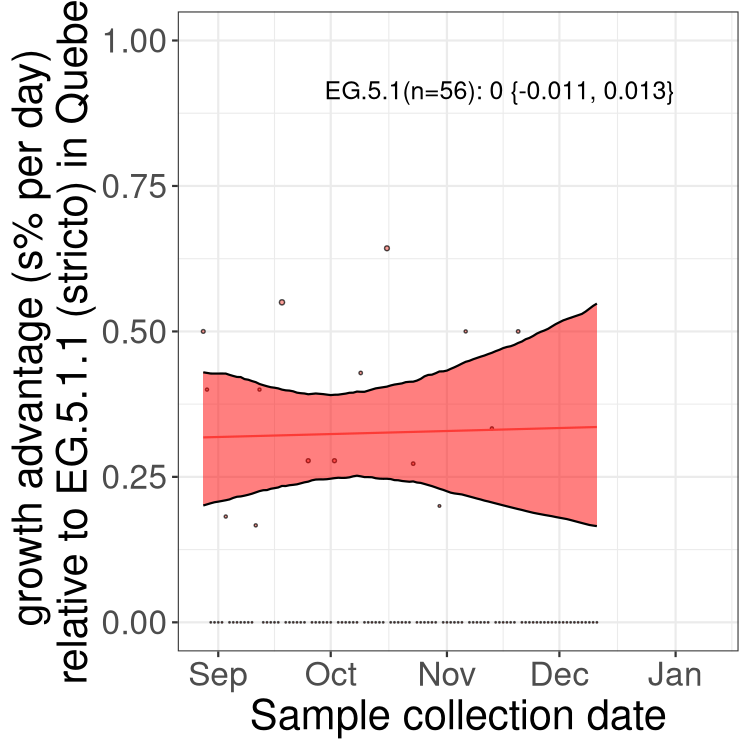 growth advantage (s% per day)
relative to EG.5.1.1 (stricto) in Quebe
1.00
0.75
0.50
0.25
0.00
EG.5.1(n=56): 0 {-0.011, 0.013}
Sep Oct Nov Dec Jan
Sample collection date